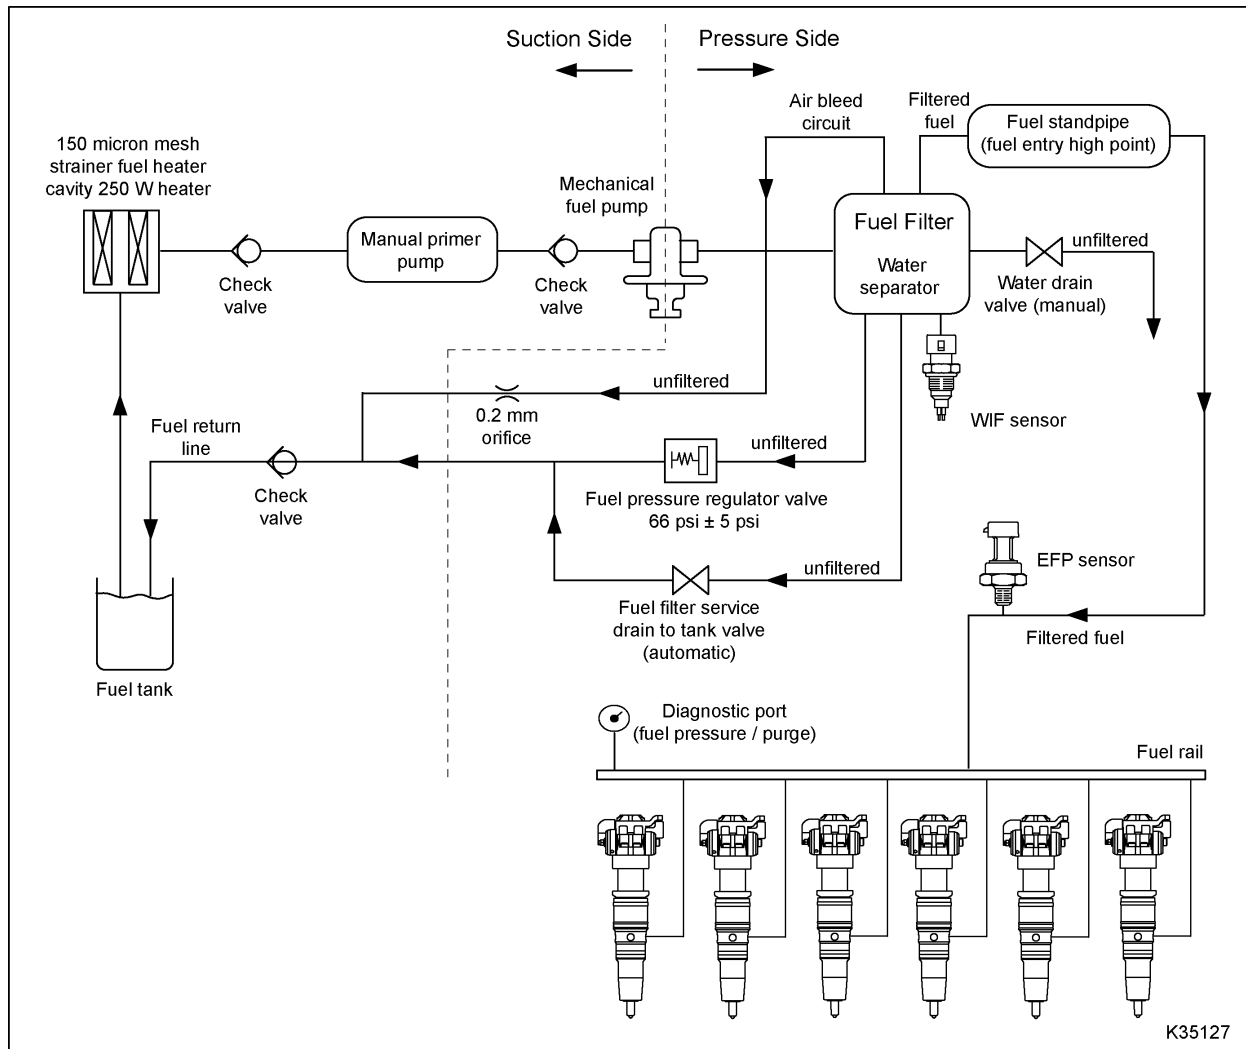 Suction Side
Pressure Side
150 micron mesh
strainer fuel heater
cavity 250 W heater
Check
valve
Manual primer
pump
Check
valve
Mechanical
fuel pump
Air bleed
circuit
Filtered
fuel
Fuel standpipe
(fuel entry high point)
Fuel Filter
Water
separator
unfiltered
Water drain
valve (manual)
WIF sensor
unfiltered
0.2 mm
orifice
Fuel return
line
Check
valve
unfiltered
Fuel pressure regulator valve
66 psi ± 5 psi
unfiltered
Fuel filter service
drain to tank valve
(automatic)
EFP sensor
Filtered fuel
Fuel tank
Diagnostic port
(fuel pressure / purge)
Fuel rail
K35127